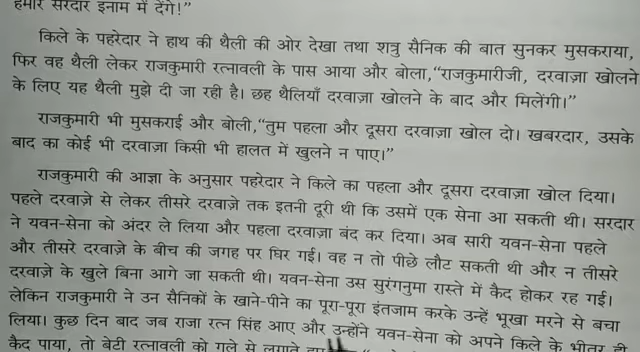 हमारे सरदार इनाम में देंगे!”
किले के पहरेदार ने हाथ की थैली की ओर देखा तथा शत्रु सैनिक की बात सुनकर मुसकराया,
फिर वह थैली लेकर राजकुमारी रत्नावली के पास आया और बोला,“राजकुमारीजी, दरवाज़ा खोलने
के लिए यह थैली मुझे दी जा रही है। छह थैलियाँ दरवाज़ा खोलने के बाद और मिलेंगी।”
राजकुमारी भी मुसकराई और बोली,“तुम पहला और दूसरा दरवाज़ा खोल दो। खबरदार, उसके
बाद का कोई भी दरवाज़ा किसी भी हालत में खुलने न पाए।”
राजकुमारी की आज्ञा के अनुसार पहरेदार ने किले का पहला और दूसरा दरवाज़ा खोल दिया।
पहले दरवाज़े से लेकर तीसरे दरवाज़े तक इतनी दूरी थी कि उसमें एक सेना आ सकती थी। सरदार
ने यवन-सेना को अंदर ले लिया और पहला दरवाज़ा बंद कर दिया। अब सारी यवन-सेना पहले
और तीसरे दरवाज़े के बीच की जगह पर घिर गई। वह न तो पीछे लौट सकती थी और न तीसरे
दरवाज़े के खुले बिना आगे जा सकती थी। यवन-सेना उस सुरंगनुमा रास्ते में कैद होकर रह गई।
लेकिन राजकुमारी ने उन सैनिकों के खाने-पीने का पूरा-पूरा इंतजाम करके उन्हें भूखा मरने से बचा
लिया। कुछ दिन बाद जब राजा रत्न सिंह आए और उन्होंने यवन-सेना को अपने किले के भीतर ही
कैद पाया, तो बेटी रत्नावली को गले से लगाते